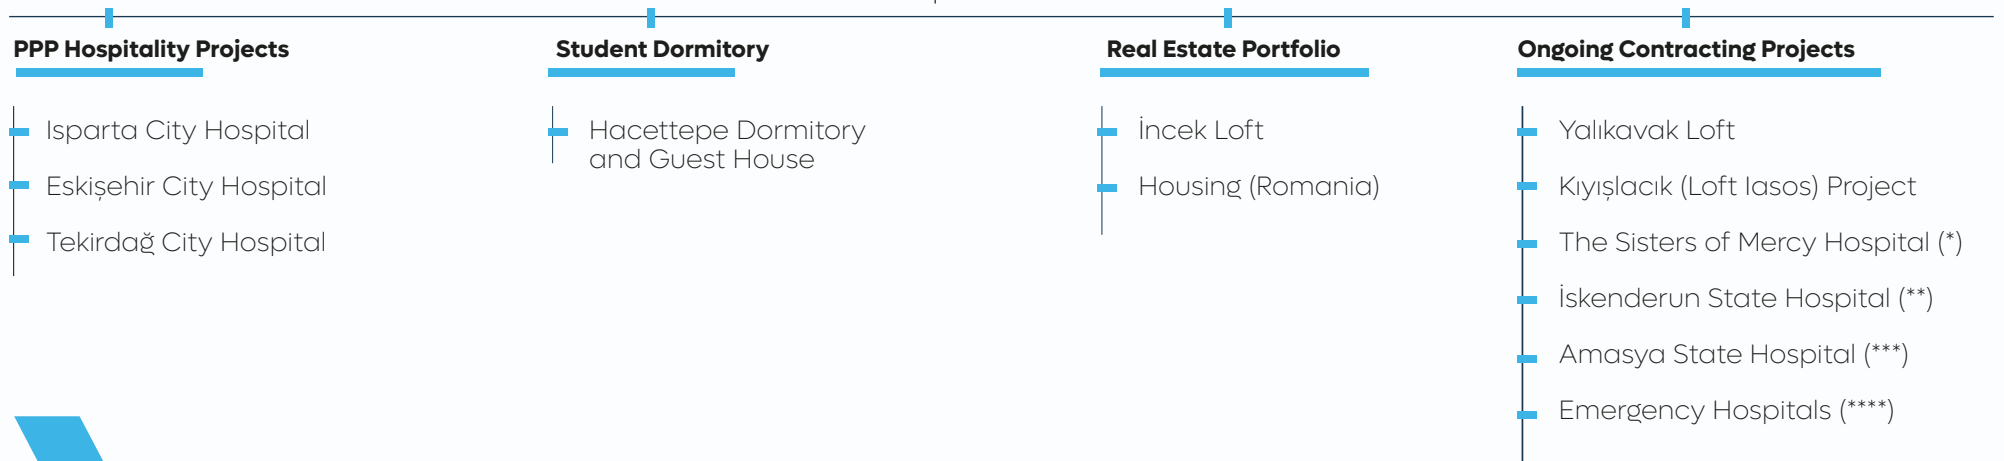 PPP Hospitality Projects
Isparta City Hospital
Eskişehir City Hospital
Tekirdağ City Hospital
Student Dormitory
Hacettepe Dormitory
and Guest House
Real Estate Portfolio
İncek Loft
Housing (Romania)
Ongoing Contracting Projects
Yalıkavak Loft
Kıyışlacık (Loft Iasos) Project
The Sisters of Mercy Hospital (*)
İskenderun State Hospital (**)
Amasya State Hospital (***)
Emergency Hospitals (****)